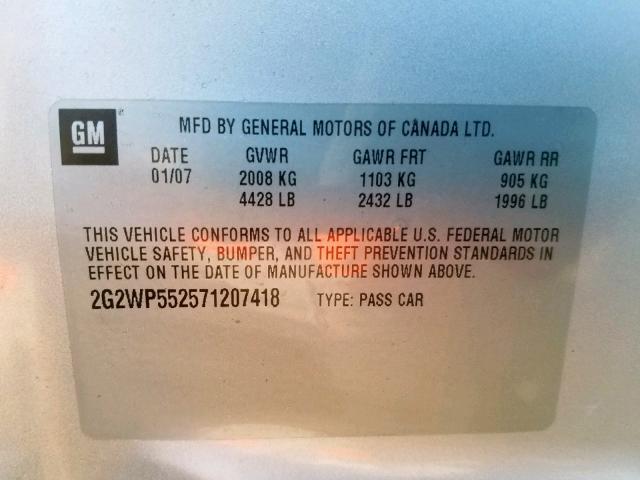 GM
MFD BY GENERAL MOTORS OF CANADA LTD.
DATE GVWR GAWR FRT GAWR RR
01/07 2008 KG 1103 KG 905 KG
4428 LB 2432 LB 1996 LB
THIS VEHICLE CONFORMS TO ALL APPLICABLE U.S. FEDERAL MOTOR
VEHICLE SAFETY, BUMPER, AND THEFT PREVENTION STANDARDS IN
EFFECT ON THE DATE OF MANUFACTURE SHOWN ABOVE.
2G2WP552571207418 TYPE: PASS CAR